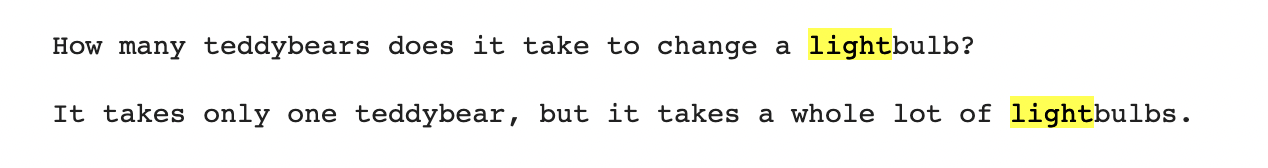 How many teddybears does it take to change a lightbulb?
It takes only one teddybear, but it takes a whole lot of lightbulbs.